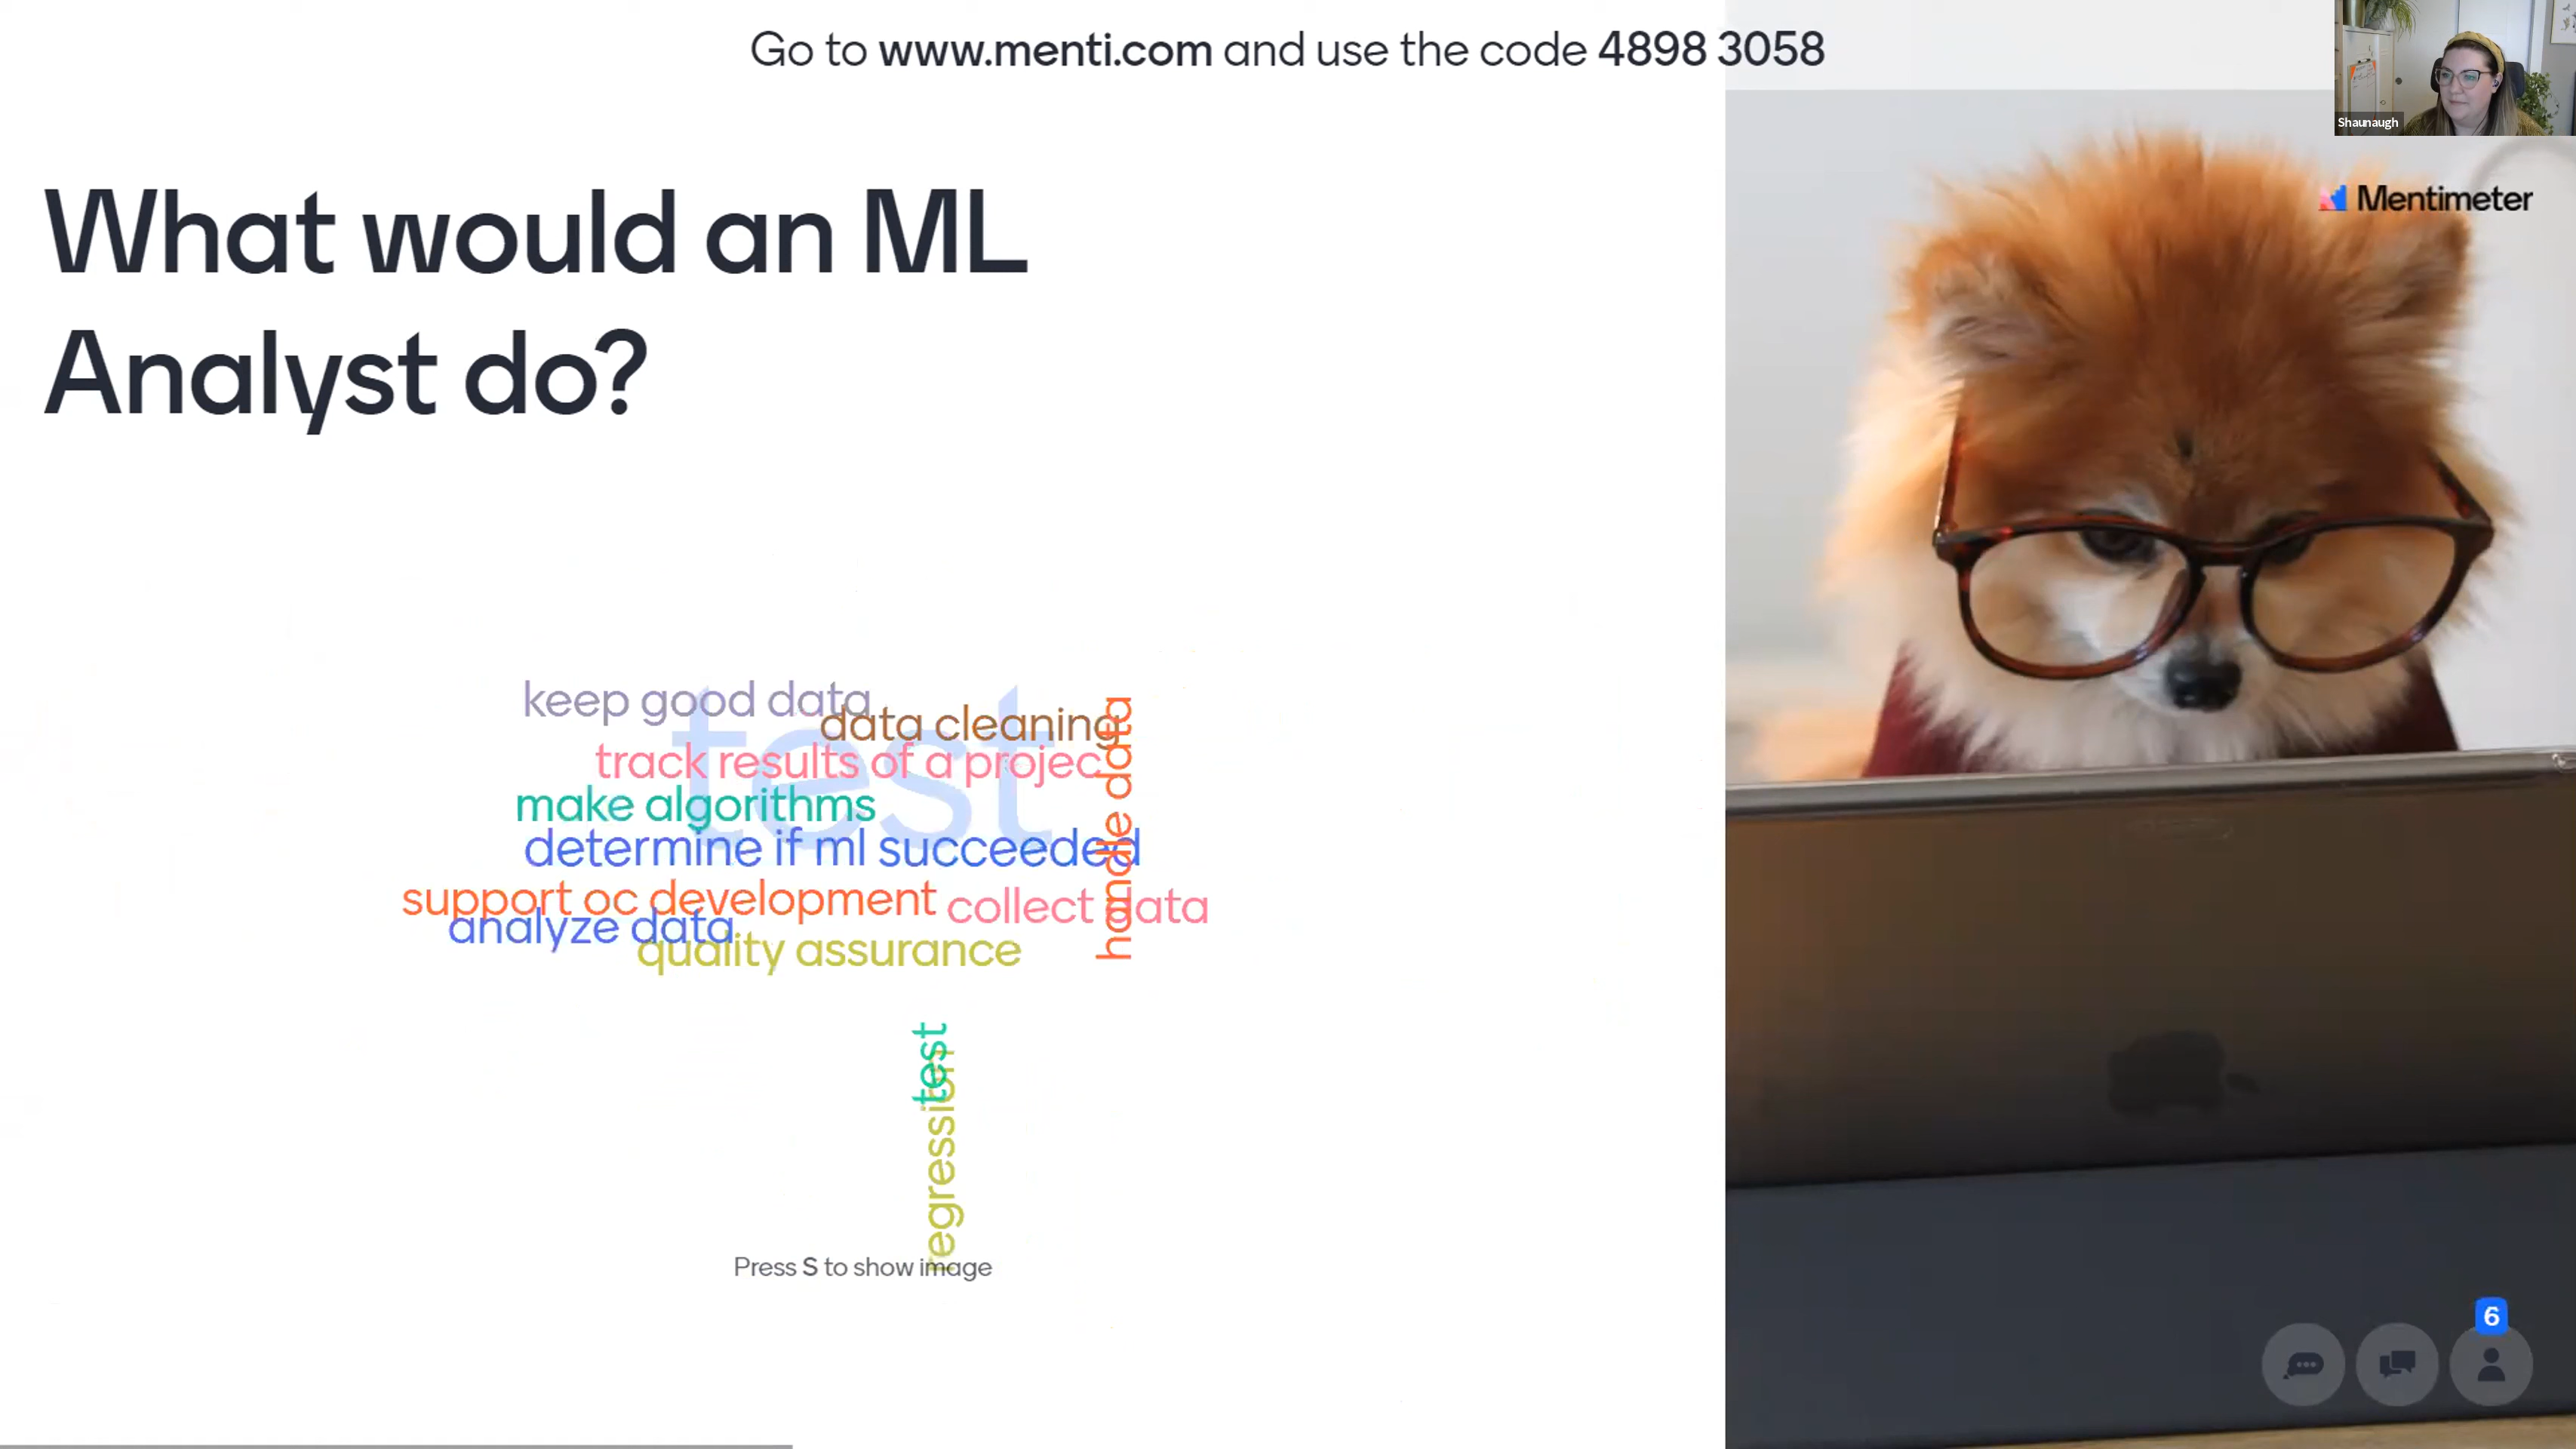 Go to www.menti.com and use the code 4898 3058
Shaunaugh
Mentimeter
What would an ML
Analyst do?
test
keep good data
data cleaning
track results of a projec
handle data
make algorithms
determine if ml succeeded
support oc development
collect data
analyze data
quality assurance
test
regression
Press S to show image
6